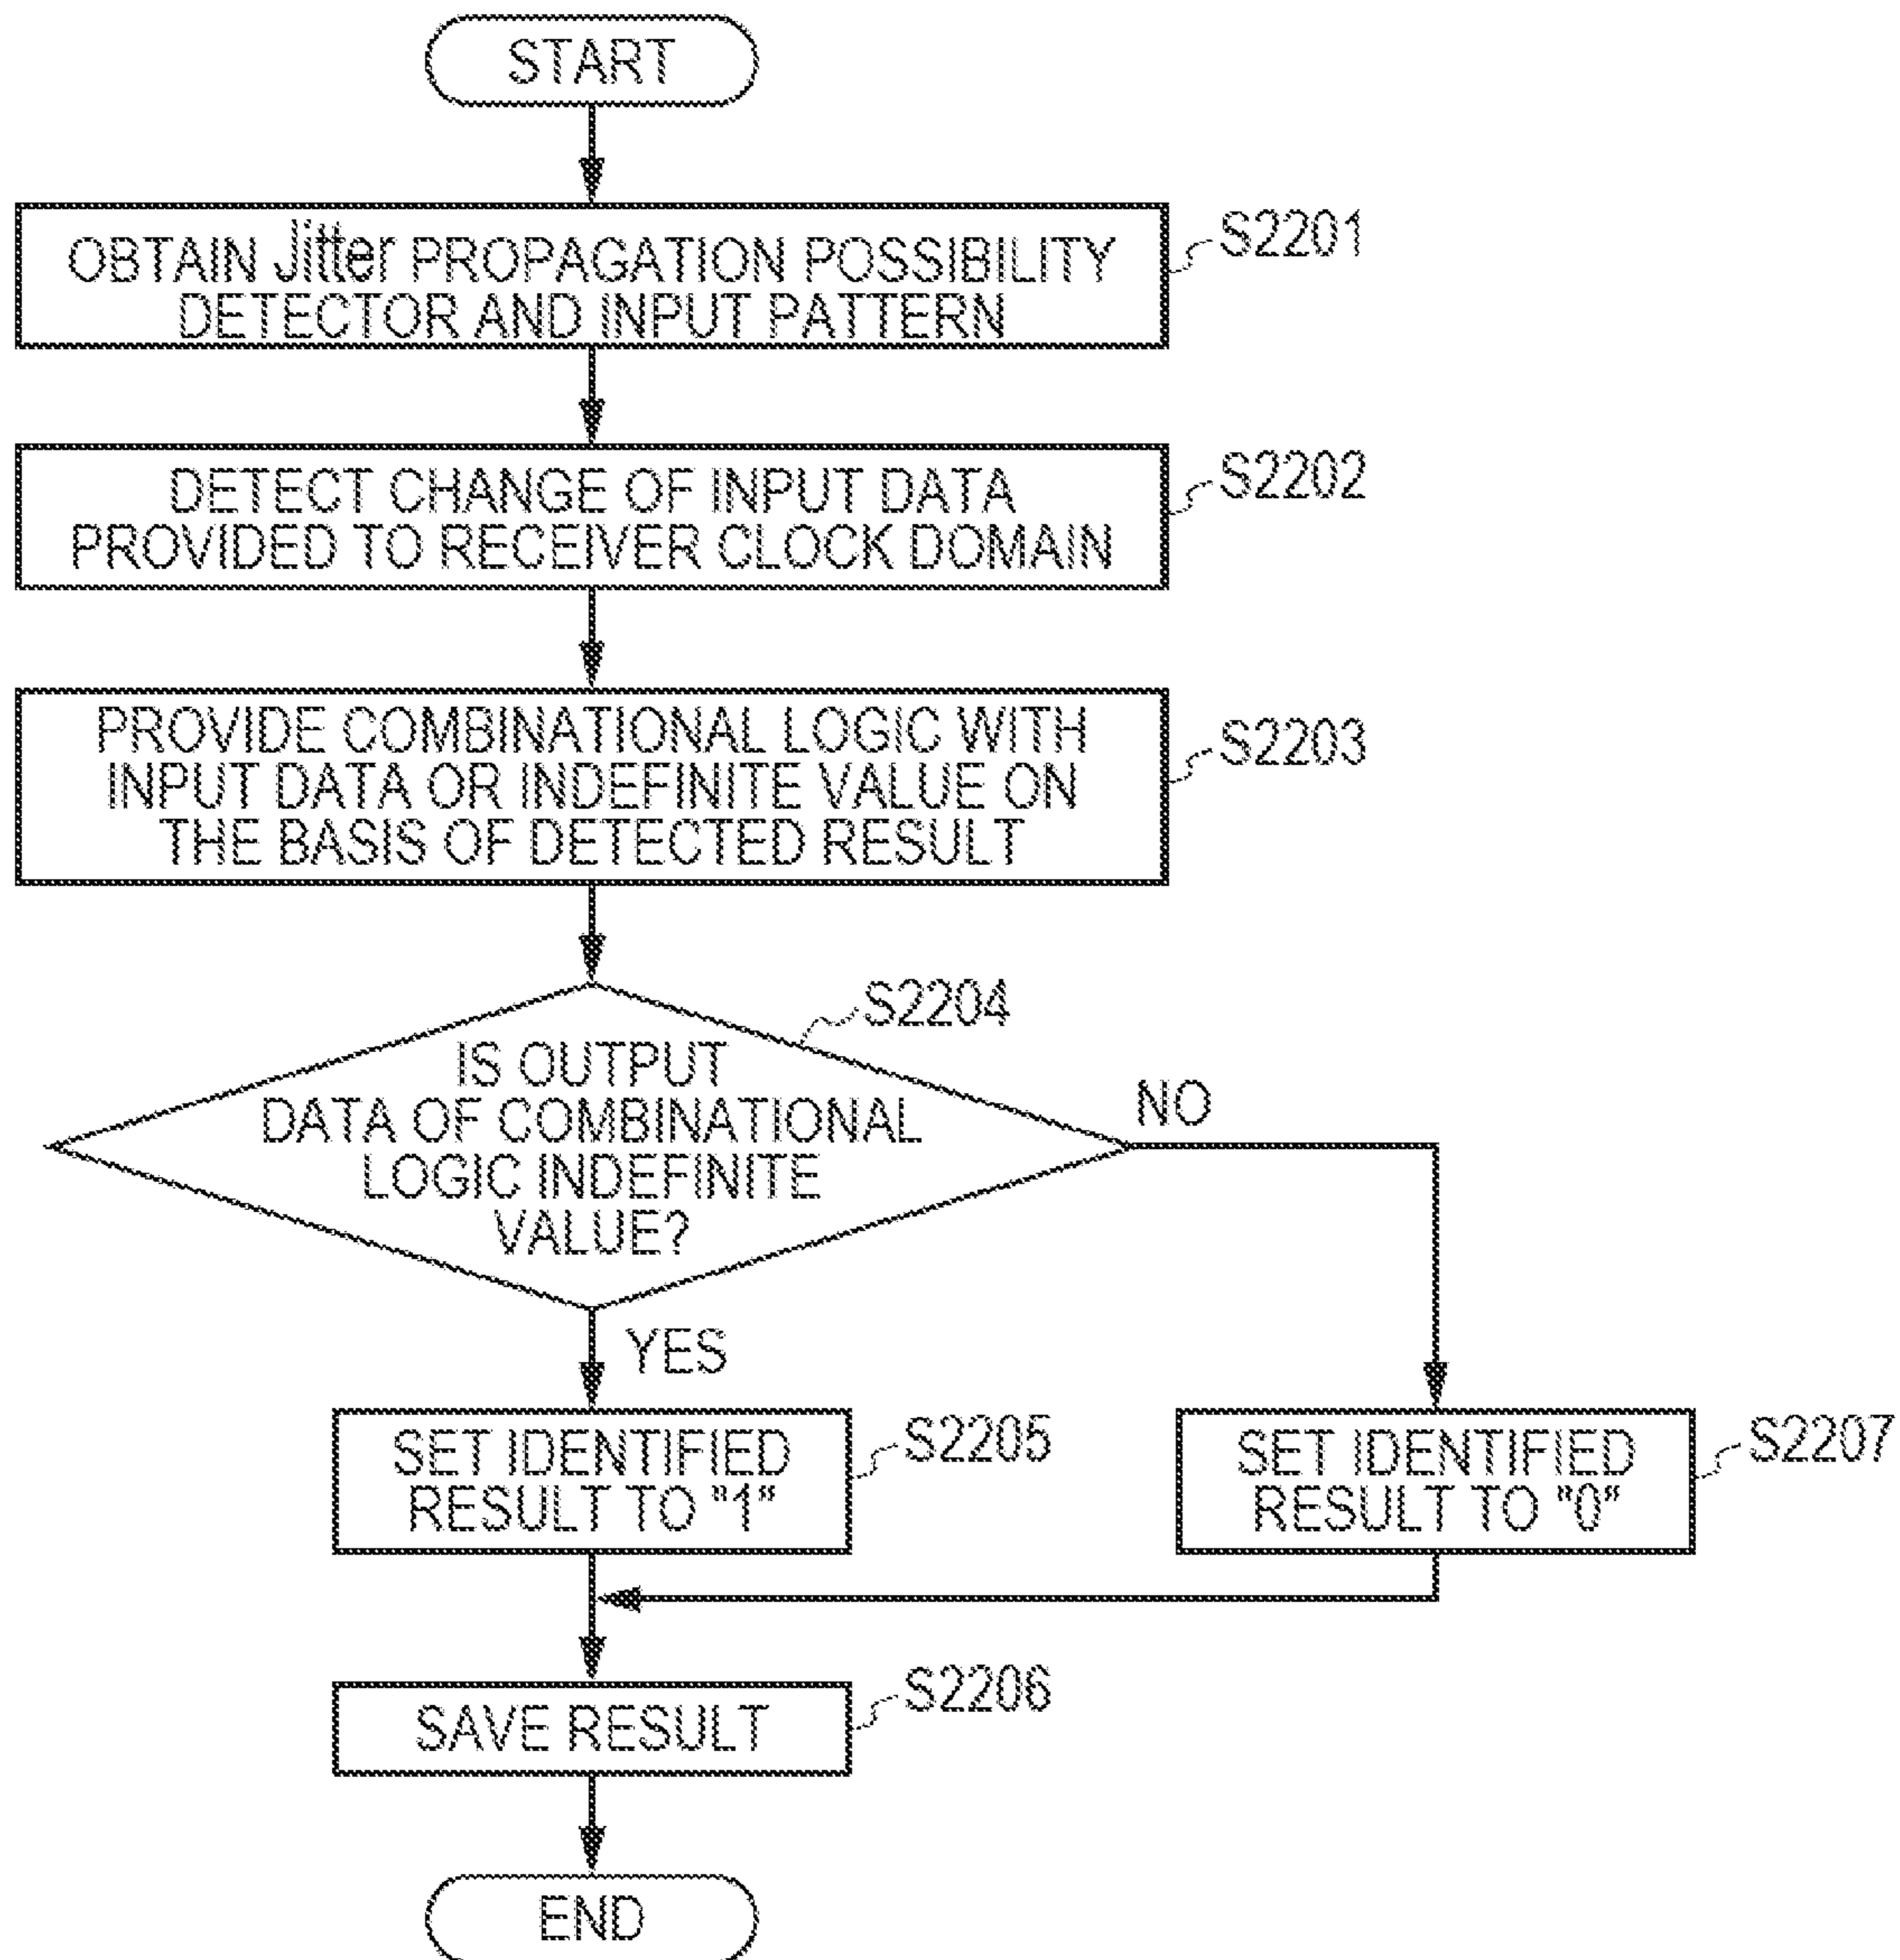 START
OBTAIN Jitter PROPAGATION POSSIBILITY
DETECTOR AND INPUT PATTERN
S2201
DETECT CHANGE OF INPUT DATA
PROVIDED TO RECEIVER CLOCK DOMAIN
S2202
PROVIDE COMBINATIONAL LOGIC WITH
INPUT DATA OR INDEFINITE VALUE ON
THE BASIS OF DETECTED RESULT
S2203
S2204
IS OUTPUT
DATA OF COMBINATIONAL
LOGIC INDEFINITE
VALUE?
NO
YES
SET IDENTIFIED
RESULT TO "1"
S2205
SET IDENTIFIED
RESULT TO "0"
S2207
SAVE RESULT
S2206
END